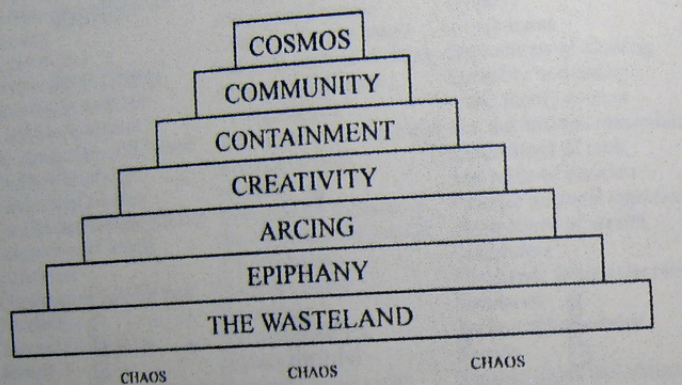 COSMOS
COMMUNITY
CONTAINMENT
CREATIVITY
ARCING
EPIPHANY
THE WASTELAND
CHAOS CHAOS CHAOS